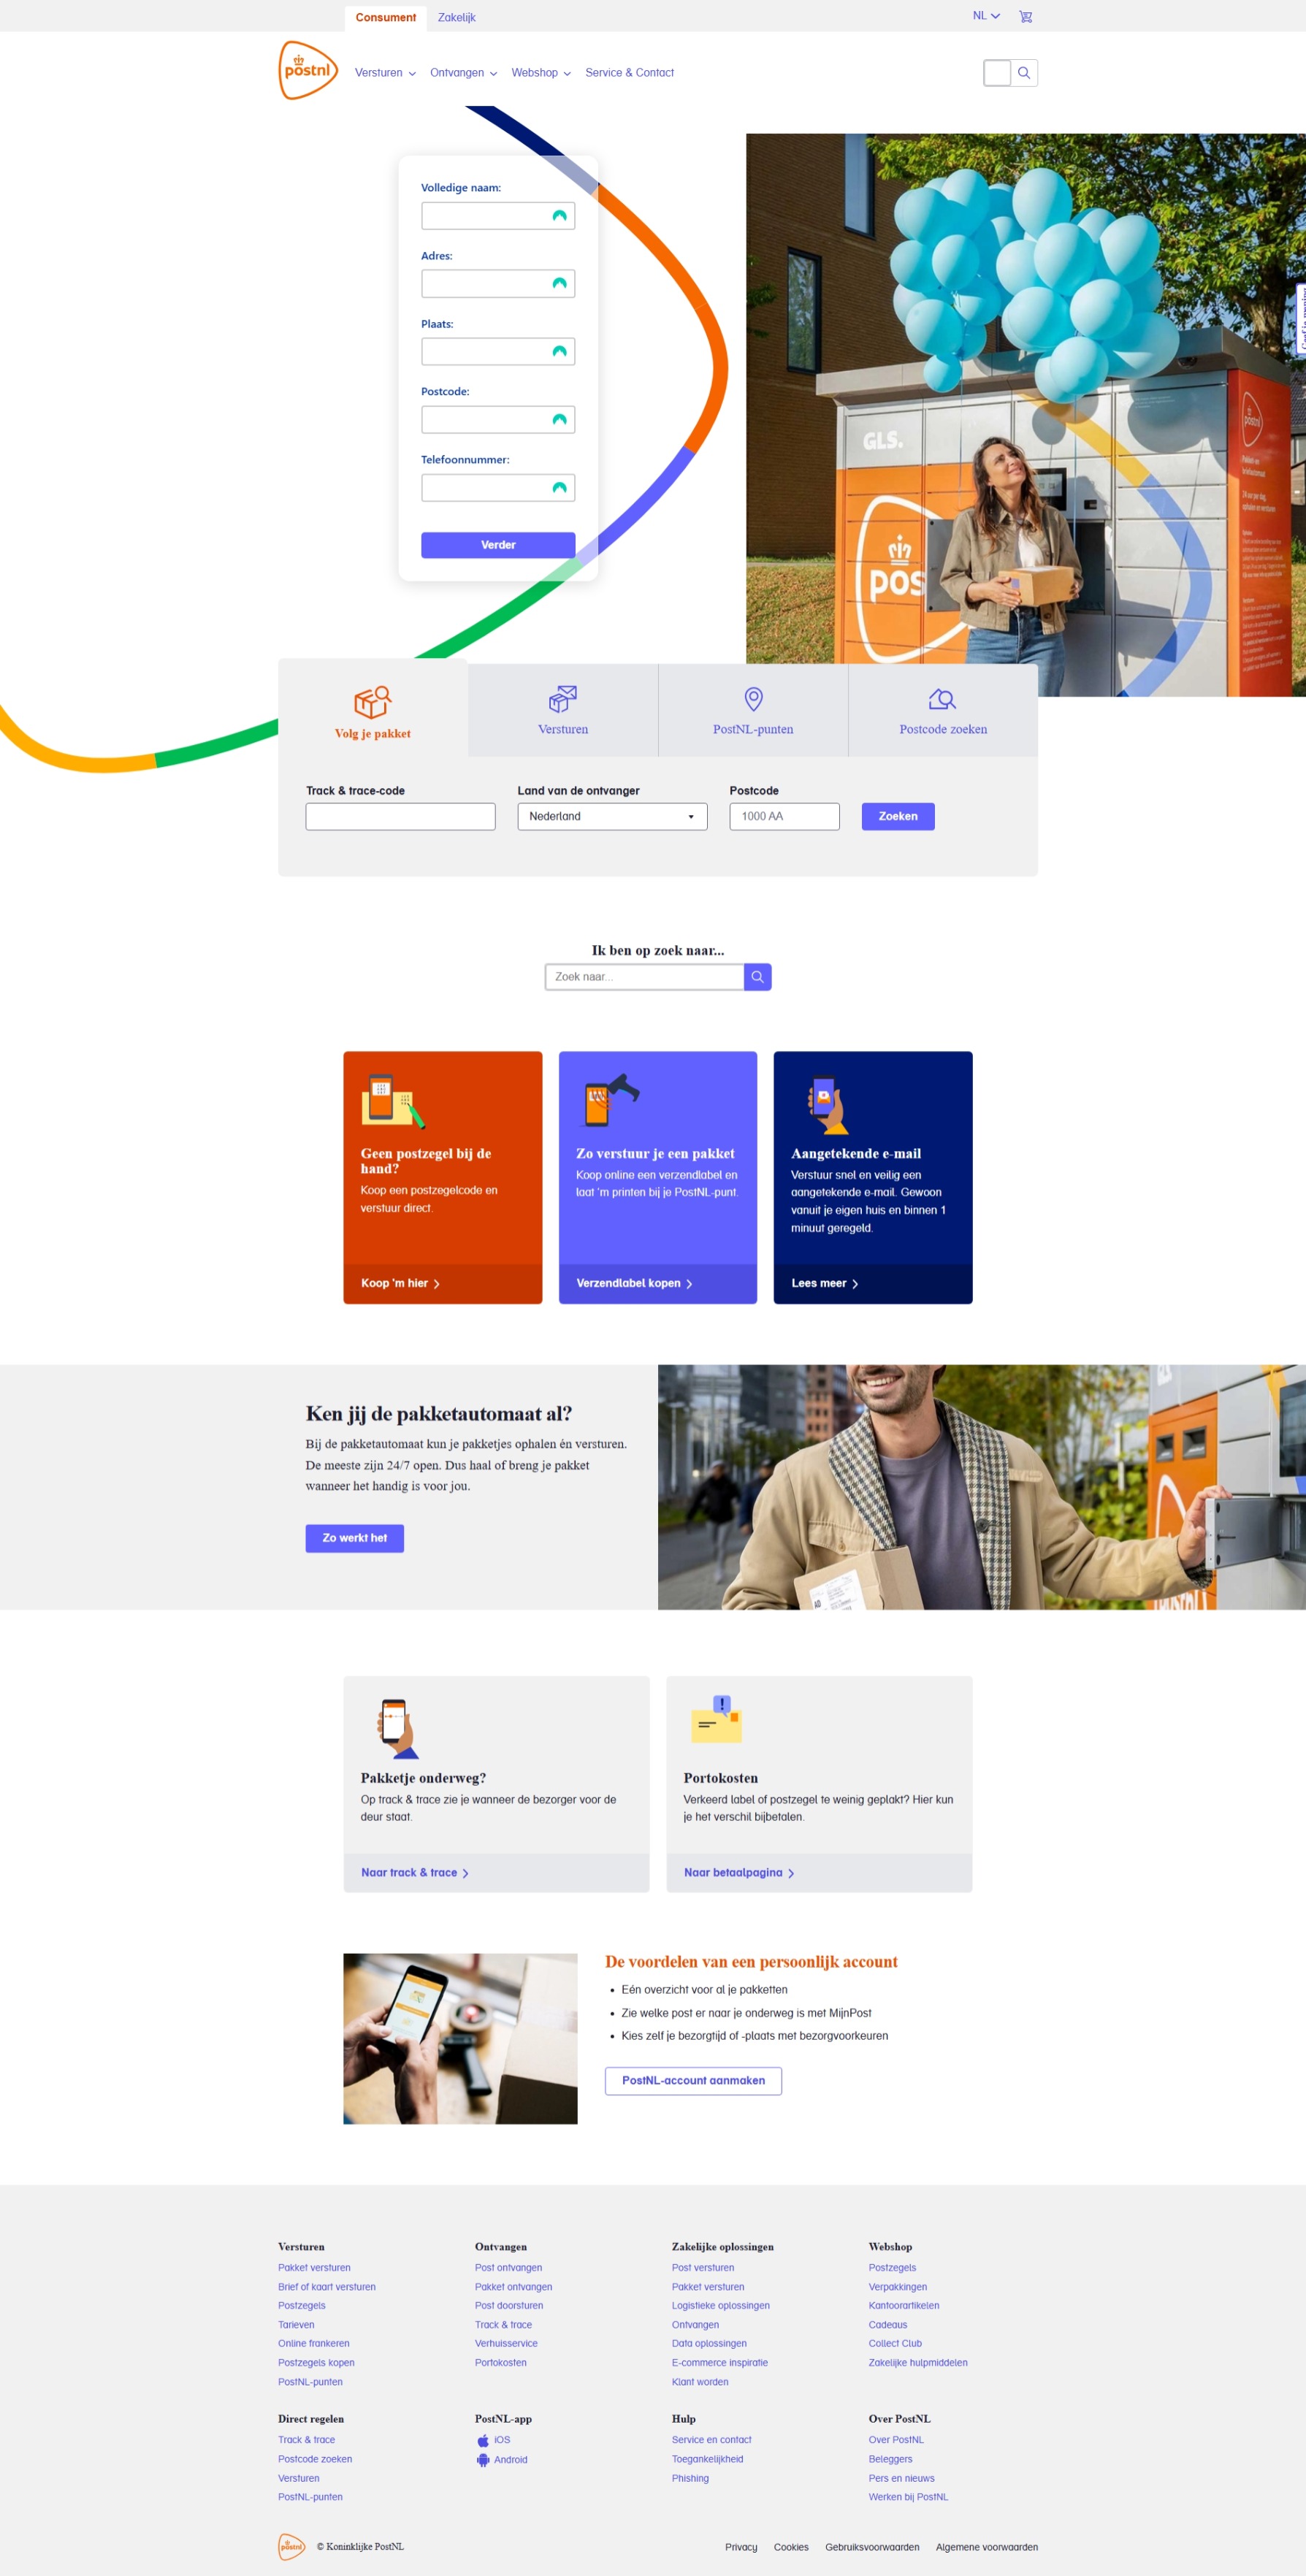 Consument
Zakelijk
NL
postnl
Versturen
Ontvangen
Webshop
Service & Contact
Volledige naam:
Adres:
Plaats:
Postcode:
Telefoonnummer:
Verder
GLS.
pos
postnl
Volg je pakket
Versturen
PostNL-punten
Postcode zoeken
Track & trace-code
Land van de ontvanger
Postcode
Nederland
1000 AA
Zoeken
Ik ben op zoek naar...
Zoek naar...
Geen postzegel bij de
hand?
Koop een postzegelcode en
verstuur direct.
Koop 'm hier
Zo verstuur je een pakket
Koop online een verzendlabel en
laat 'm printen bij je PostNL-punt.
Verzendlabel kopen
Aangetekende e-mail
Verstuur snel en veilig een
aangetekende e-mail. Gewoon
vanuit je eigen huis en binnen 1
minuut geregeld.
Lees meer
Ken jij de pakketautomaat al?
Bij de pakketautomaat kun je pakketjes ophalen én versturen.
De meeste zijn 24/7 open. Dus haal of breng je pakket
wanneer het handig is voor jou.
Zo werkt het
Pakketje onderweg?
Op track & trace zie je wanneer de bezorger voor de
deur staat.
Naar track & trace
Portokosten
Verkeerd label of postzegel te weinig geplakt? Hier kun
je het verschil bijbetalen.
Naar betaalpagina
De voordelen van een persoonlijk account
Eén overzicht voor al je pakketten
Zie welke post er naar je onderweg is met MijnPost
Kies zelf je bezorgtijd of -plaats met bezorgvoorkeuren
PostNL-account aanmaken
Versturen
Pakket versturen
Brief of kaart versturen
Postzegels
Tarieven
Online frankeren
Postzegels kopen
PostNL-punten
Ontvangen
Post ontvangen
Pakket ontvangen
Post doorsturen
Track & trace
Verhuisservice
Portokosten
Zakelijke oplossingen
Post versturen
Pakket versturen
Logistieke oplossingen
Ontvangen
Data oplossingen
E-commerce inspiratie
Klant worden
Webshop
Postzegels
Verpakkingen
Kantoorartikelen
Cadeaus
Collect Club
Zakelijke hulpmiddelen
Direct regelen
Track & trace
Postcode zoeken
Versturen
PostNL-punten
PostNL-app
iOS
Android
Hulp
Service en contact
Toegankelijkheid
Phishing
Over PostNL
Over PostNL
Beleggers
Pers en nieuws
Werken bij PostNL
postnl
© Koninklijke PostNL
Privacy
Cookies
Gebruiksvoorwaarden
Algemene voorwaarden